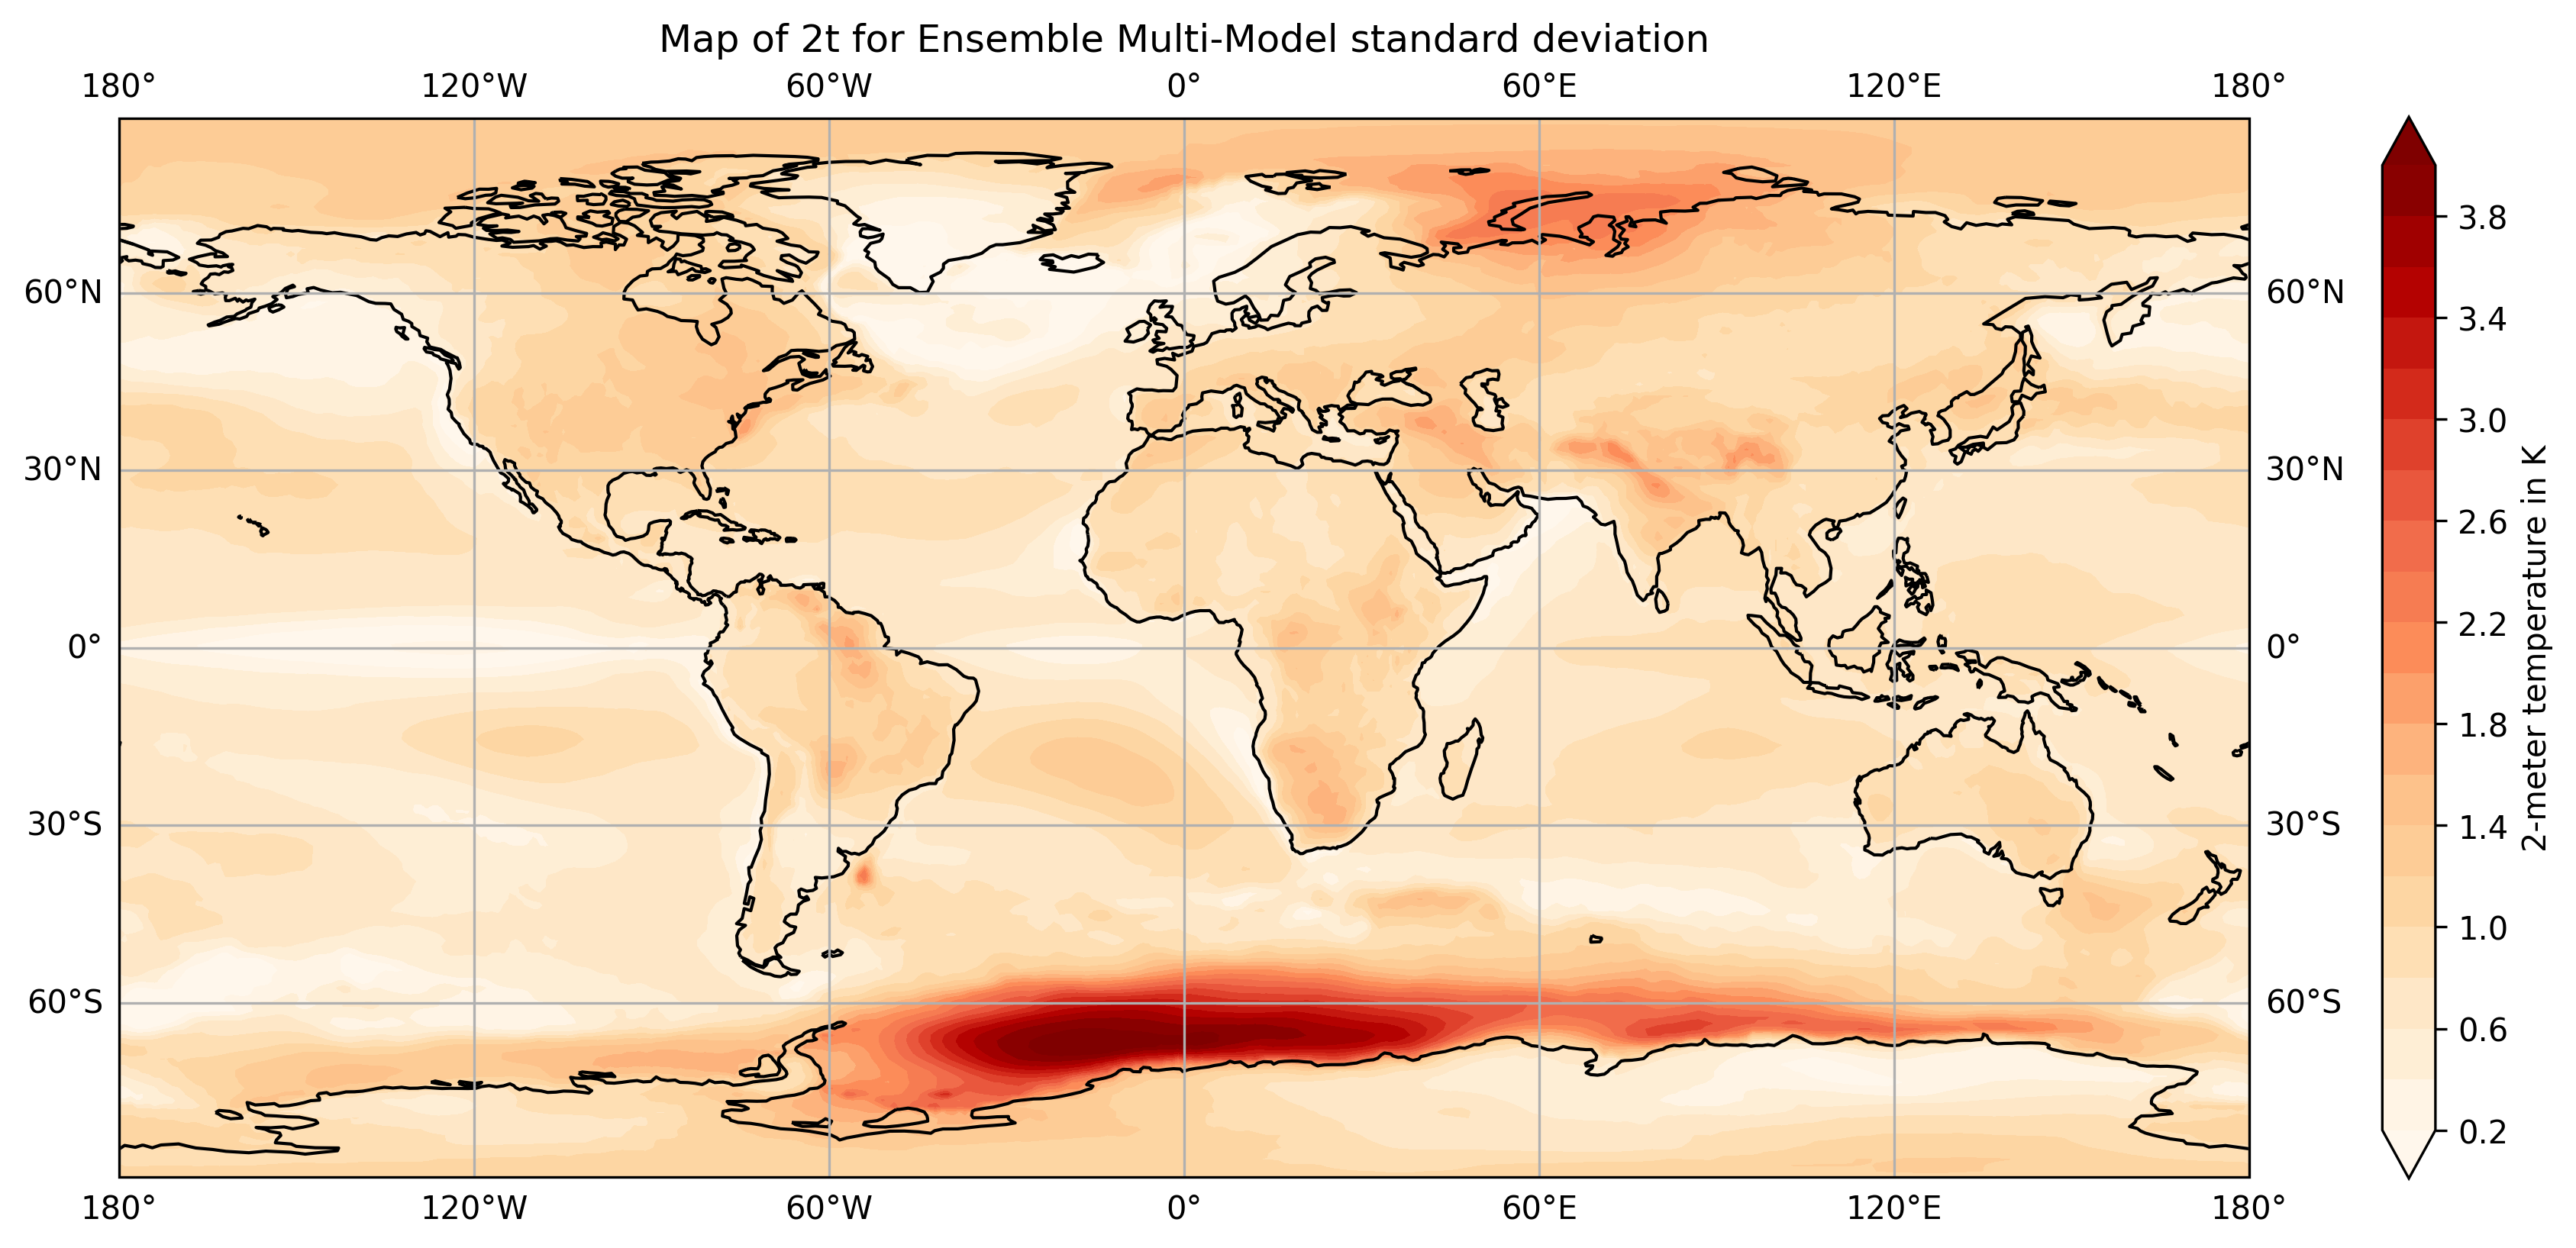 Map of 2t for Ensemble Multi-Model standard deviation
180° 120°W 60°W 0° 60°E 120°E 180°
60°N 60°N
30°N 30°N
0° 0°
30°S 30°S
60°S 60°S
180° 120°W 60°W 0° 60°E 120°E 180°
3.8
3.4
3.0
2.6
2.2
1.8
1.4
1.0
0.6
0.2
2-meter temperature in K